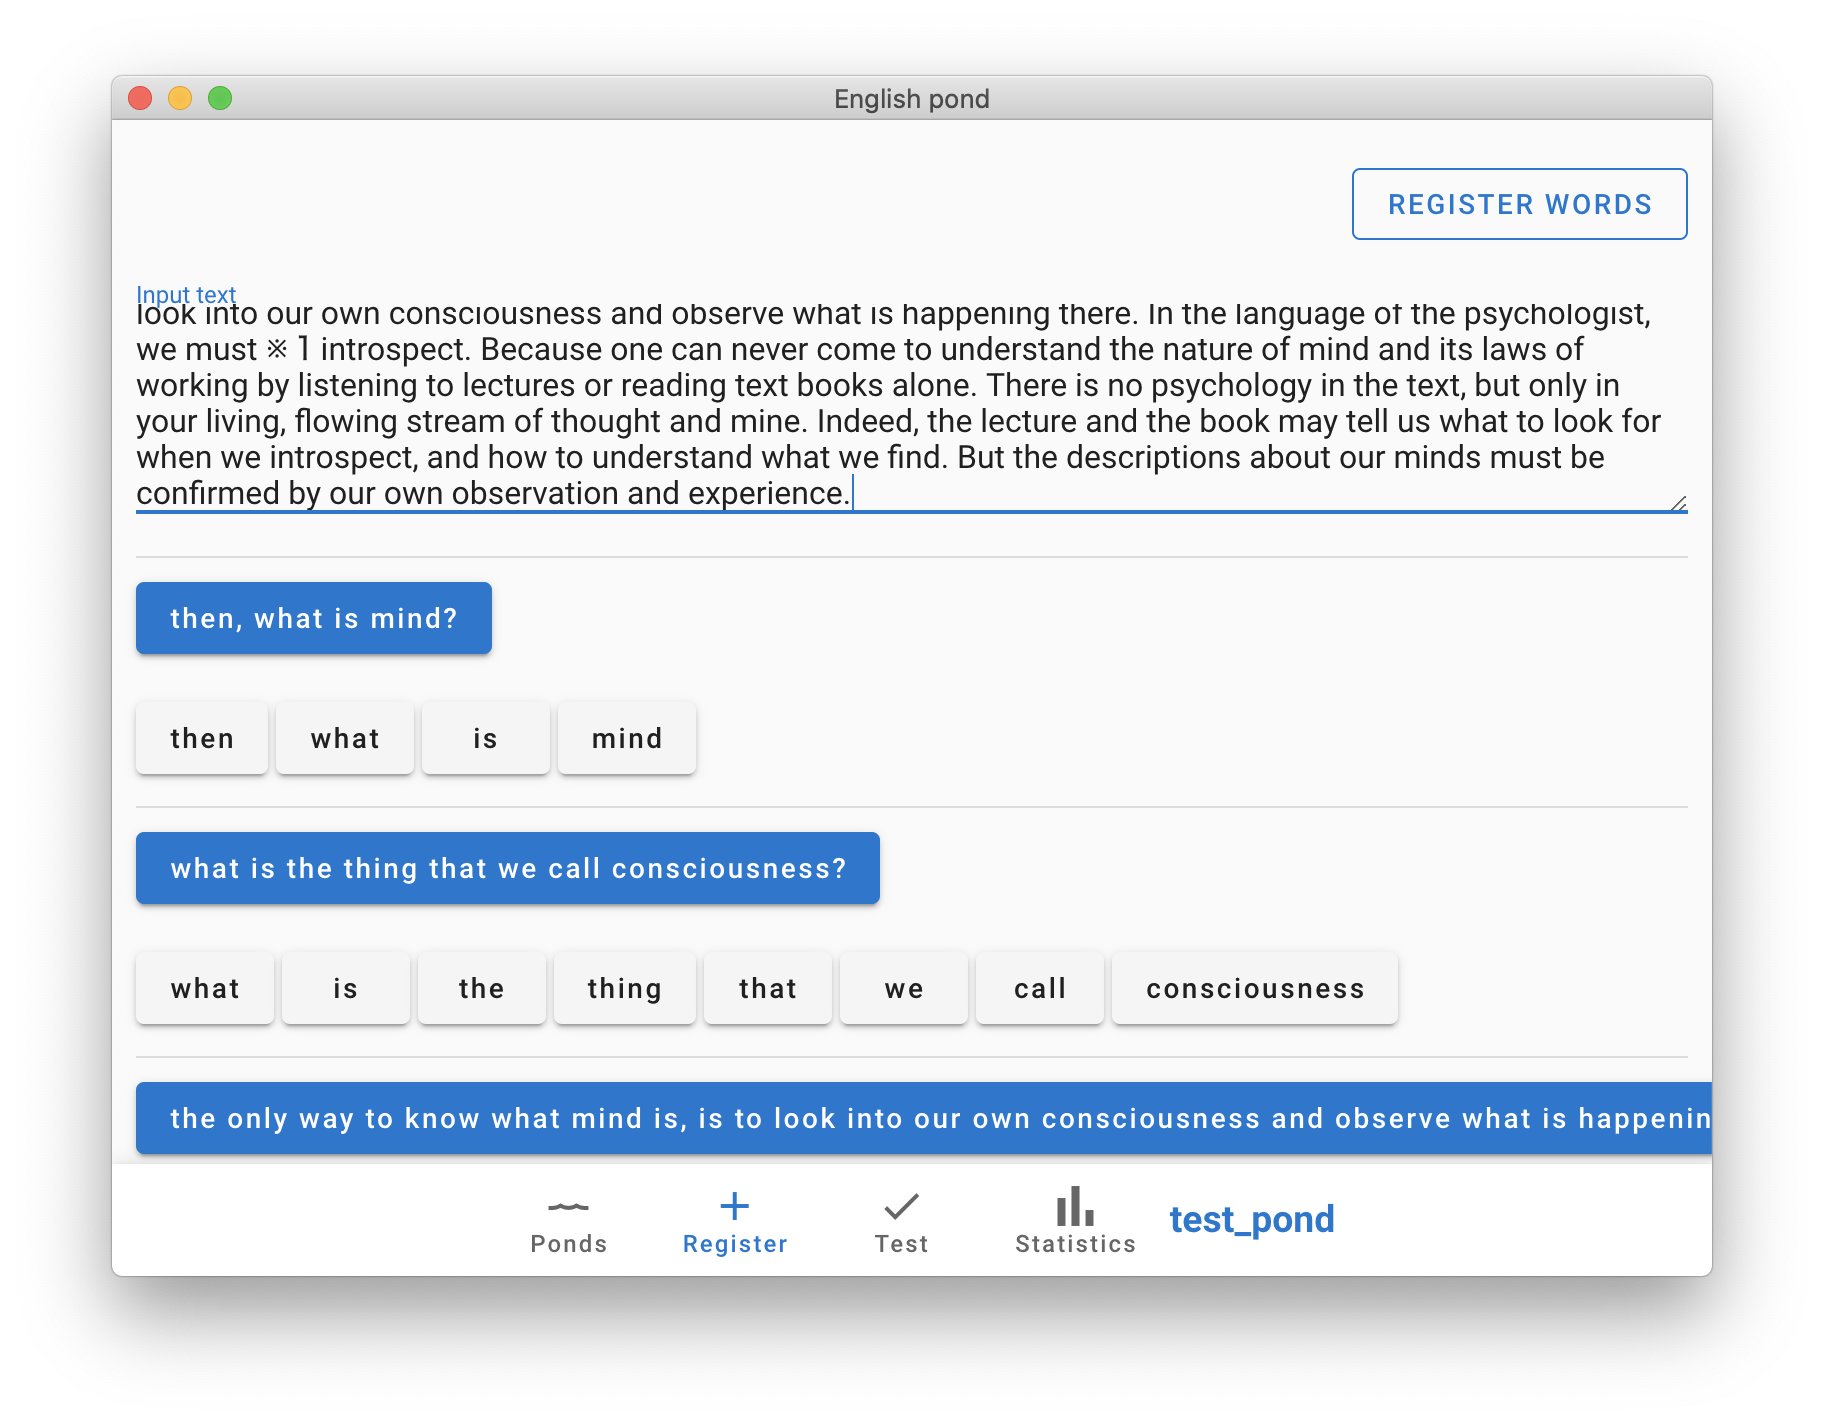 English pond
REGISTER WORDS
Input text
look into our own consciousness and observe what is happening there. In the language of the psychologist,
we must ※ 1 introspect. Because one can never come to understand the nature of mind and its laws of
working by listening to lectures or reading text books alone. There is no psychology in the text, but only in
your living, flowing stream of thought and mine. Indeed, the lecture and the book may tell us what to look for
when we introspect, and how to understand what we find. But the descriptions about our minds must be
confirmed by our own observation and experience.
then, what is mind?
then what is mind
what is the thing that we call consciousness?
what is the thing that we call consciousness
the only way to know what mind is, is to look into our own consciousness and observe what is happenin
Ponds Register Test Statistics test_pond